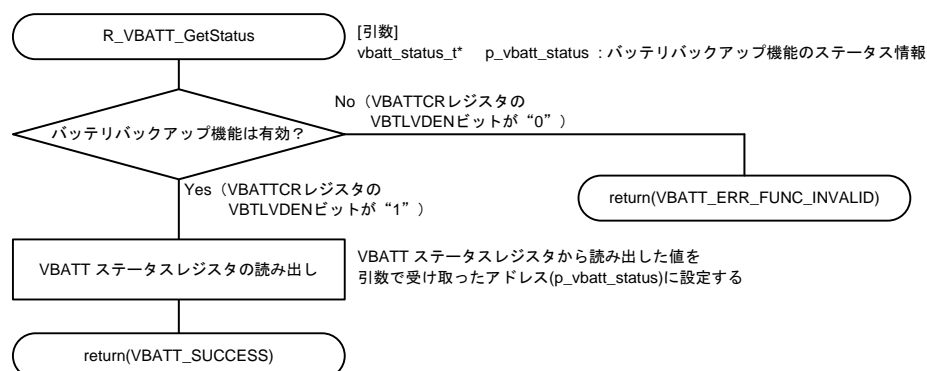 R_VBATT_GetStatus
[引数]
vbatt_status_t* p_vbatt_status : バッテリバックアップ機能のステータス情報
バッテリバックアップ機能は有効？
No（VBATTCRレジスタの
VBTLVDENビットが“0”）
Yes（VBATTCRレジスタの
VBTLVDENビットが“1”）
return(VBATT_ERR_FUNC_INVALID)
VBATT ステータスレジスタの読み出し
VBATT ステータスレジスタから読み出した値を
引数で受け取ったアドレス(p_vbatt_status)に設定する
return(VBATT_SUCCESS)